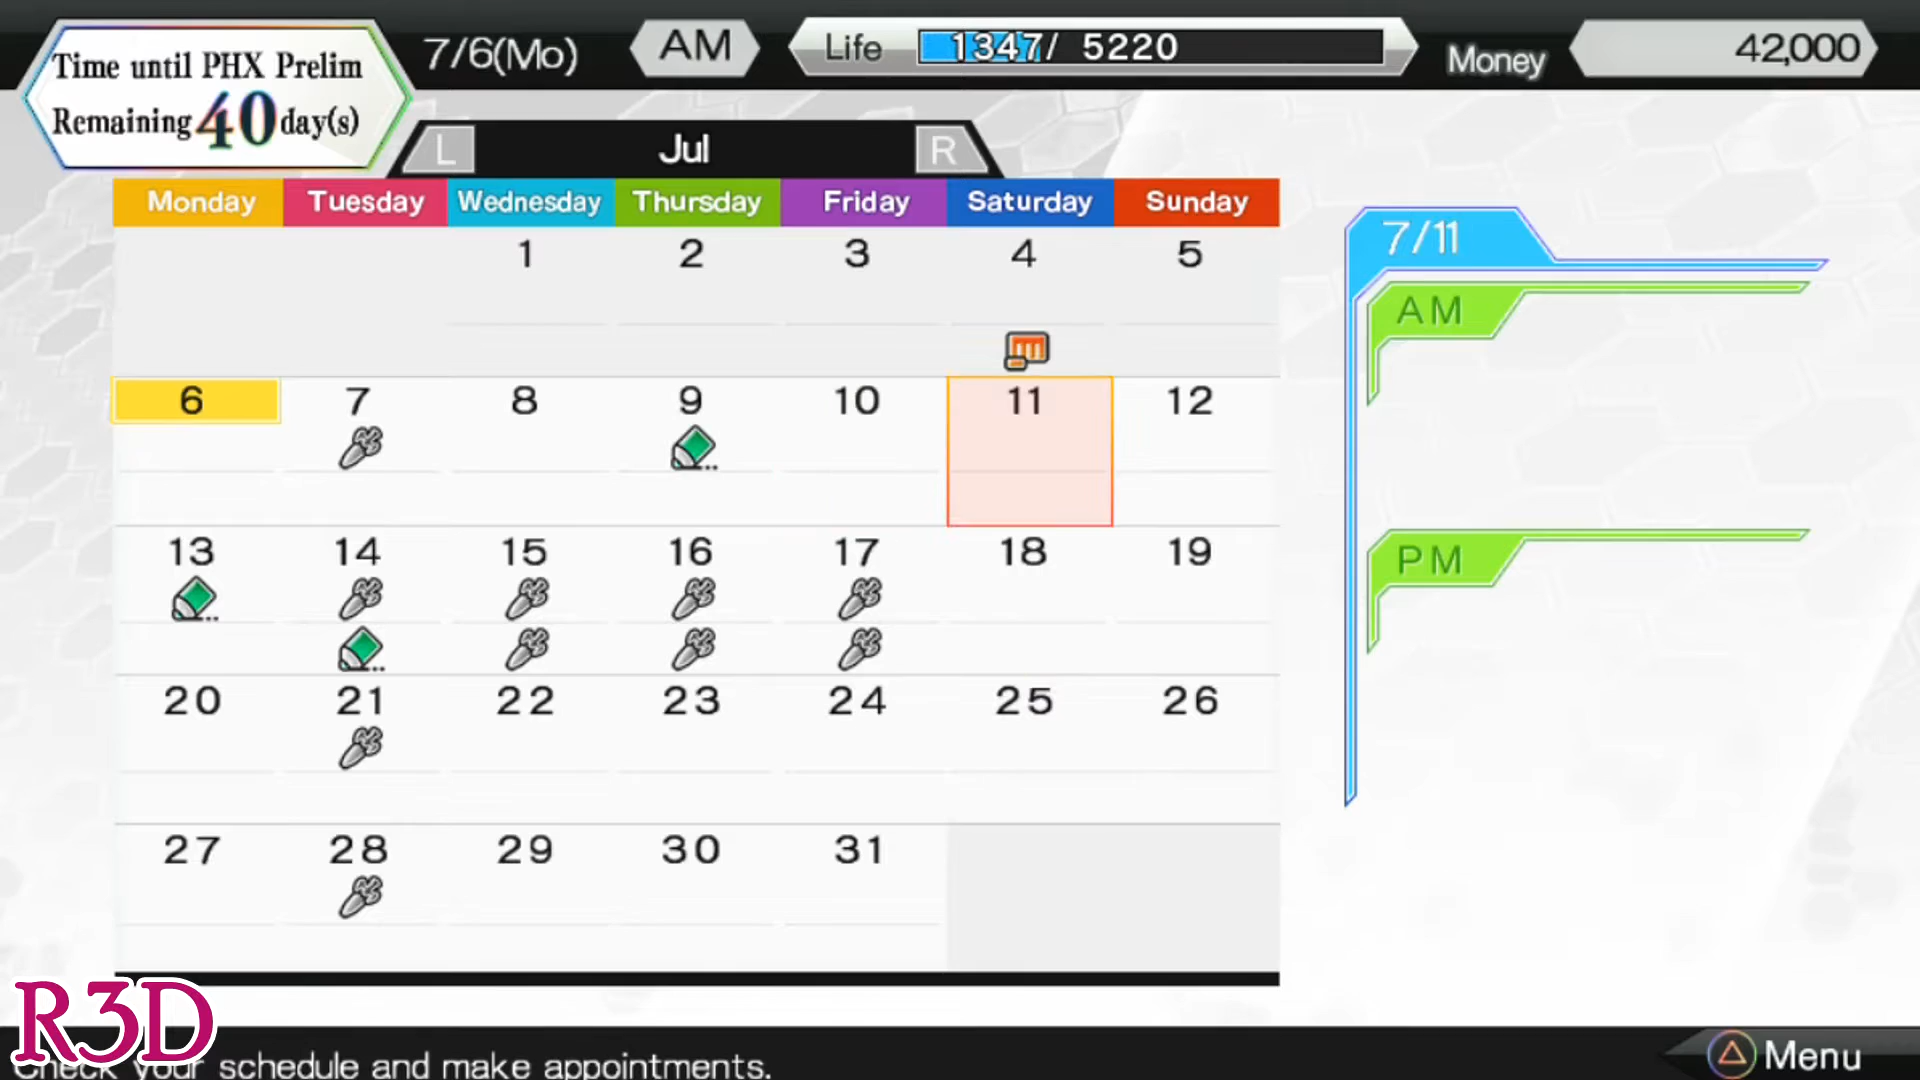 Time until PHX Prelim
Remaining 40 day(s)
7/6(Mo)
AM
Life 1347/ 5220
Money 42,000
L Jul R
Monday Tuesday Wednesday Thursday Friday Saturday Sunday
1 2 3 4 5
6 7 8 9 10 11 12
13 14 15 16 17 18 19
20 21 22 23 24 25 26
27 28 29 30 31
7/11
AM
PM
R3D
Check your schedule and make appointments.
Menu